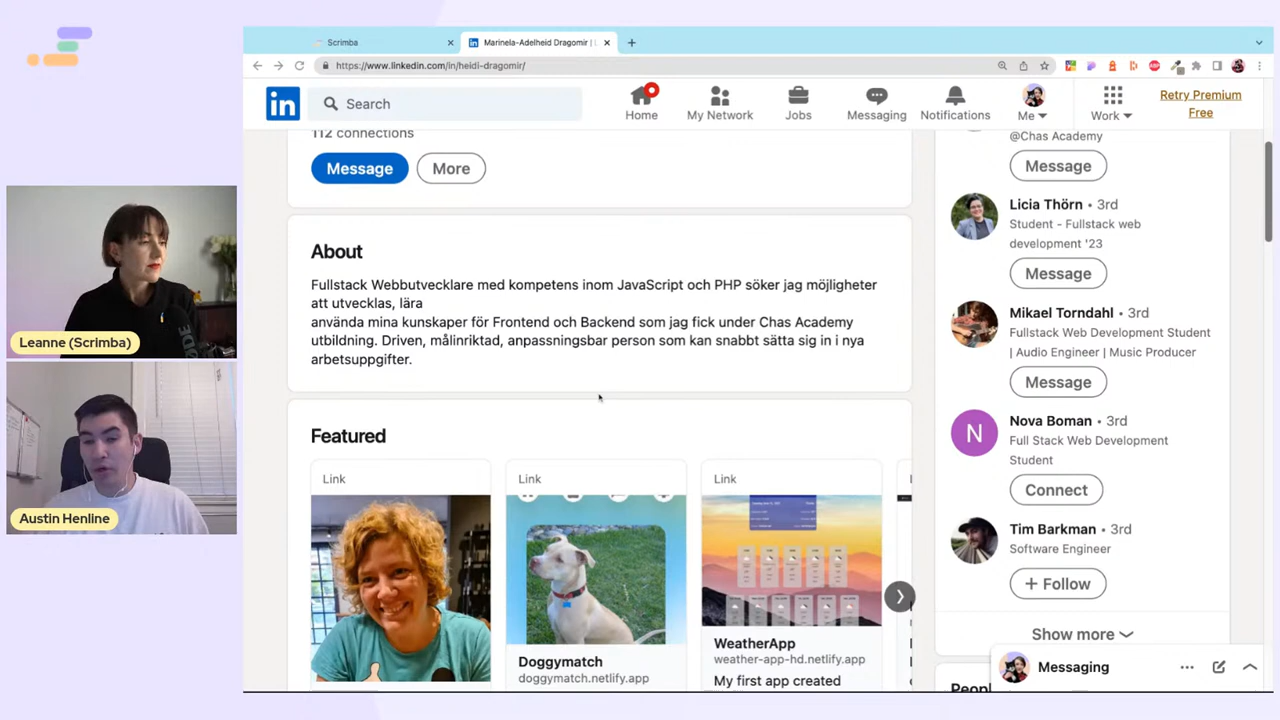 Scrimba
Marinela-Adelheid Dragomir | L
https://www.linkedin.com/in/heidi-dragomir/
in
Search
Home
My Network
Jobs
Messaging
Notifications
Me
Work
Retry Premium
Free
112 connections
Message
More
About
Fullstack Webbutvecklare med kompetens inom JavaScript och PHP söker jag möjligheter
att utvecklas, lära
använda mina kunskaper för Frontend och Backend som jag fick under Chas Academy
utbildning. Driven, målinriktad, anpassningsbar person som kan snabbt sätta sig in i nya
arbetsuppgifter.
Featured
Link
Link
Doggymatch
doggymatch.netlify.app
Link
WeatherApp
weather-app-hd.netlify.app
My first app created
@Chas Academy
Message
Licia Thörn • 3rd
Student - Fullstack web
development '23
Message
Mikael Torndahl • 3rd
Fullstack Web Development Student
| Audio Engineer | Music Producer
Message
N
Nova Boman • 3rd
Full Stack Web Development
Student
Connect
Tim Barkman • 3rd
Software Engineer
+ Follow
Show more
Messaging
Leanne (Scrimba)
Austin Henline